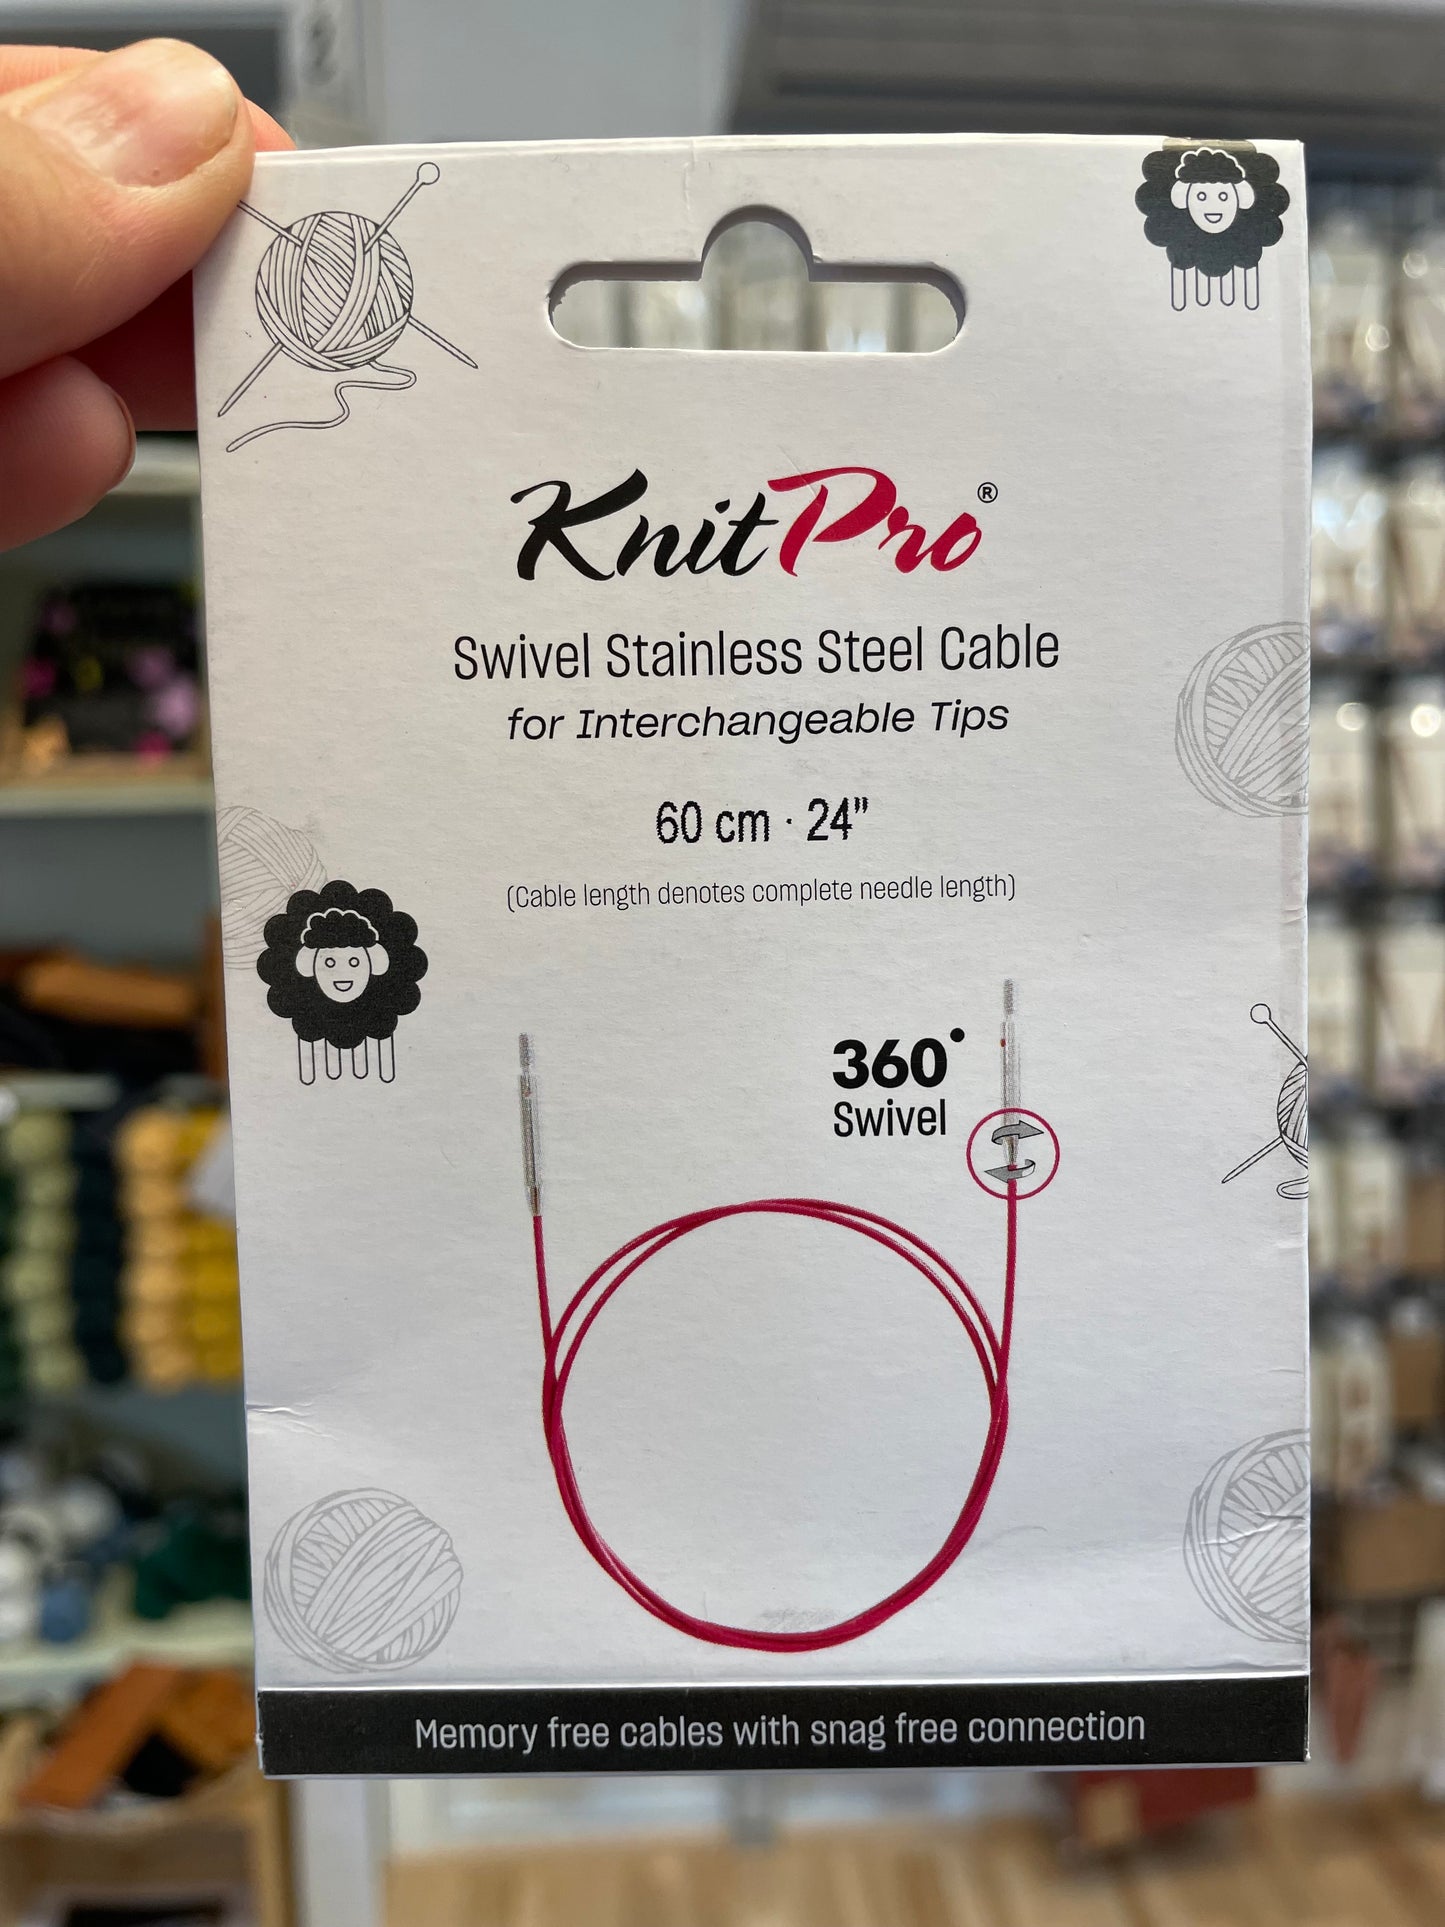 KnitPro®
Swivel Stainless Steel Cable
for Interchangeable Tips
60 cm · 24”
(Cable length denotes complete needle length)
360°
Swivel
Memory free cables with snag free connection